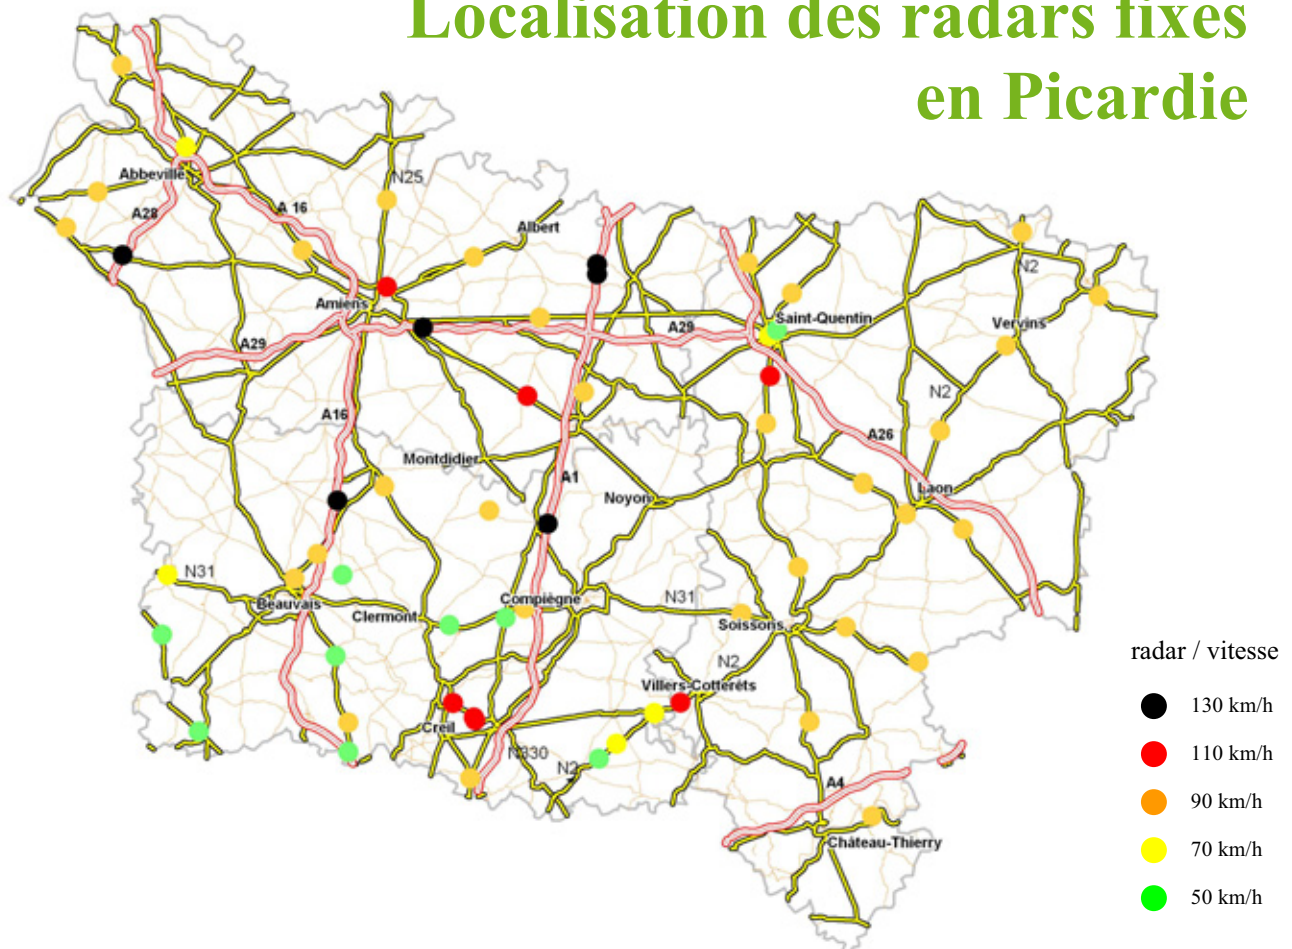 Localisation des radars fixes
en Picardie
Abbeville
A28
A 16
N25
Albert
Amiens
A29
A29
Saint-Quentin
N2
Vervins
N2
A16
A26
Montdidier
A1
Noyon
Laon
N31
Beauvais
Clermont
Compiègne
N31
Soissons
N2
Villers-Cotterêts
Creil
N330
N2
A4
Château-Thierry
radar / vitesse
130 km/h
110 km/h
90 km/h
70 km/h
50 km/h